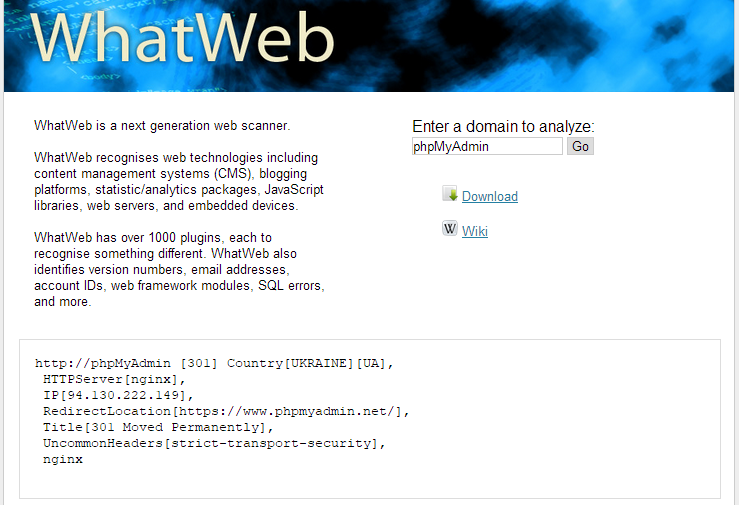 WhatWeb
WhatWeb is a next generation web scanner.
WhatWeb recognises web technologies including
content management systems (CMS), blogging
platforms, statistic/analytics packages, JavaScript
libraries, web servers, and embedded devices.
WhatWeb has over 1000 plugins, each to
recognise something different. WhatWeb also
identifies version numbers, email addresses,
account IDs, web framework modules, SQL errors,
and more.
Enter a domain to analyze:
phpMyAdmin Go
Download
W Wiki
http://phpMyAdmin [301] Country[UKRAINE][UA],
HTTPServer[nginx],
IP[94.130.222.149],
RedirectLocation[https://www.phpmyadmin.net/],
Title[301 Moved Permanently],
UncommonHeaders[strict-transport-security],
nginx